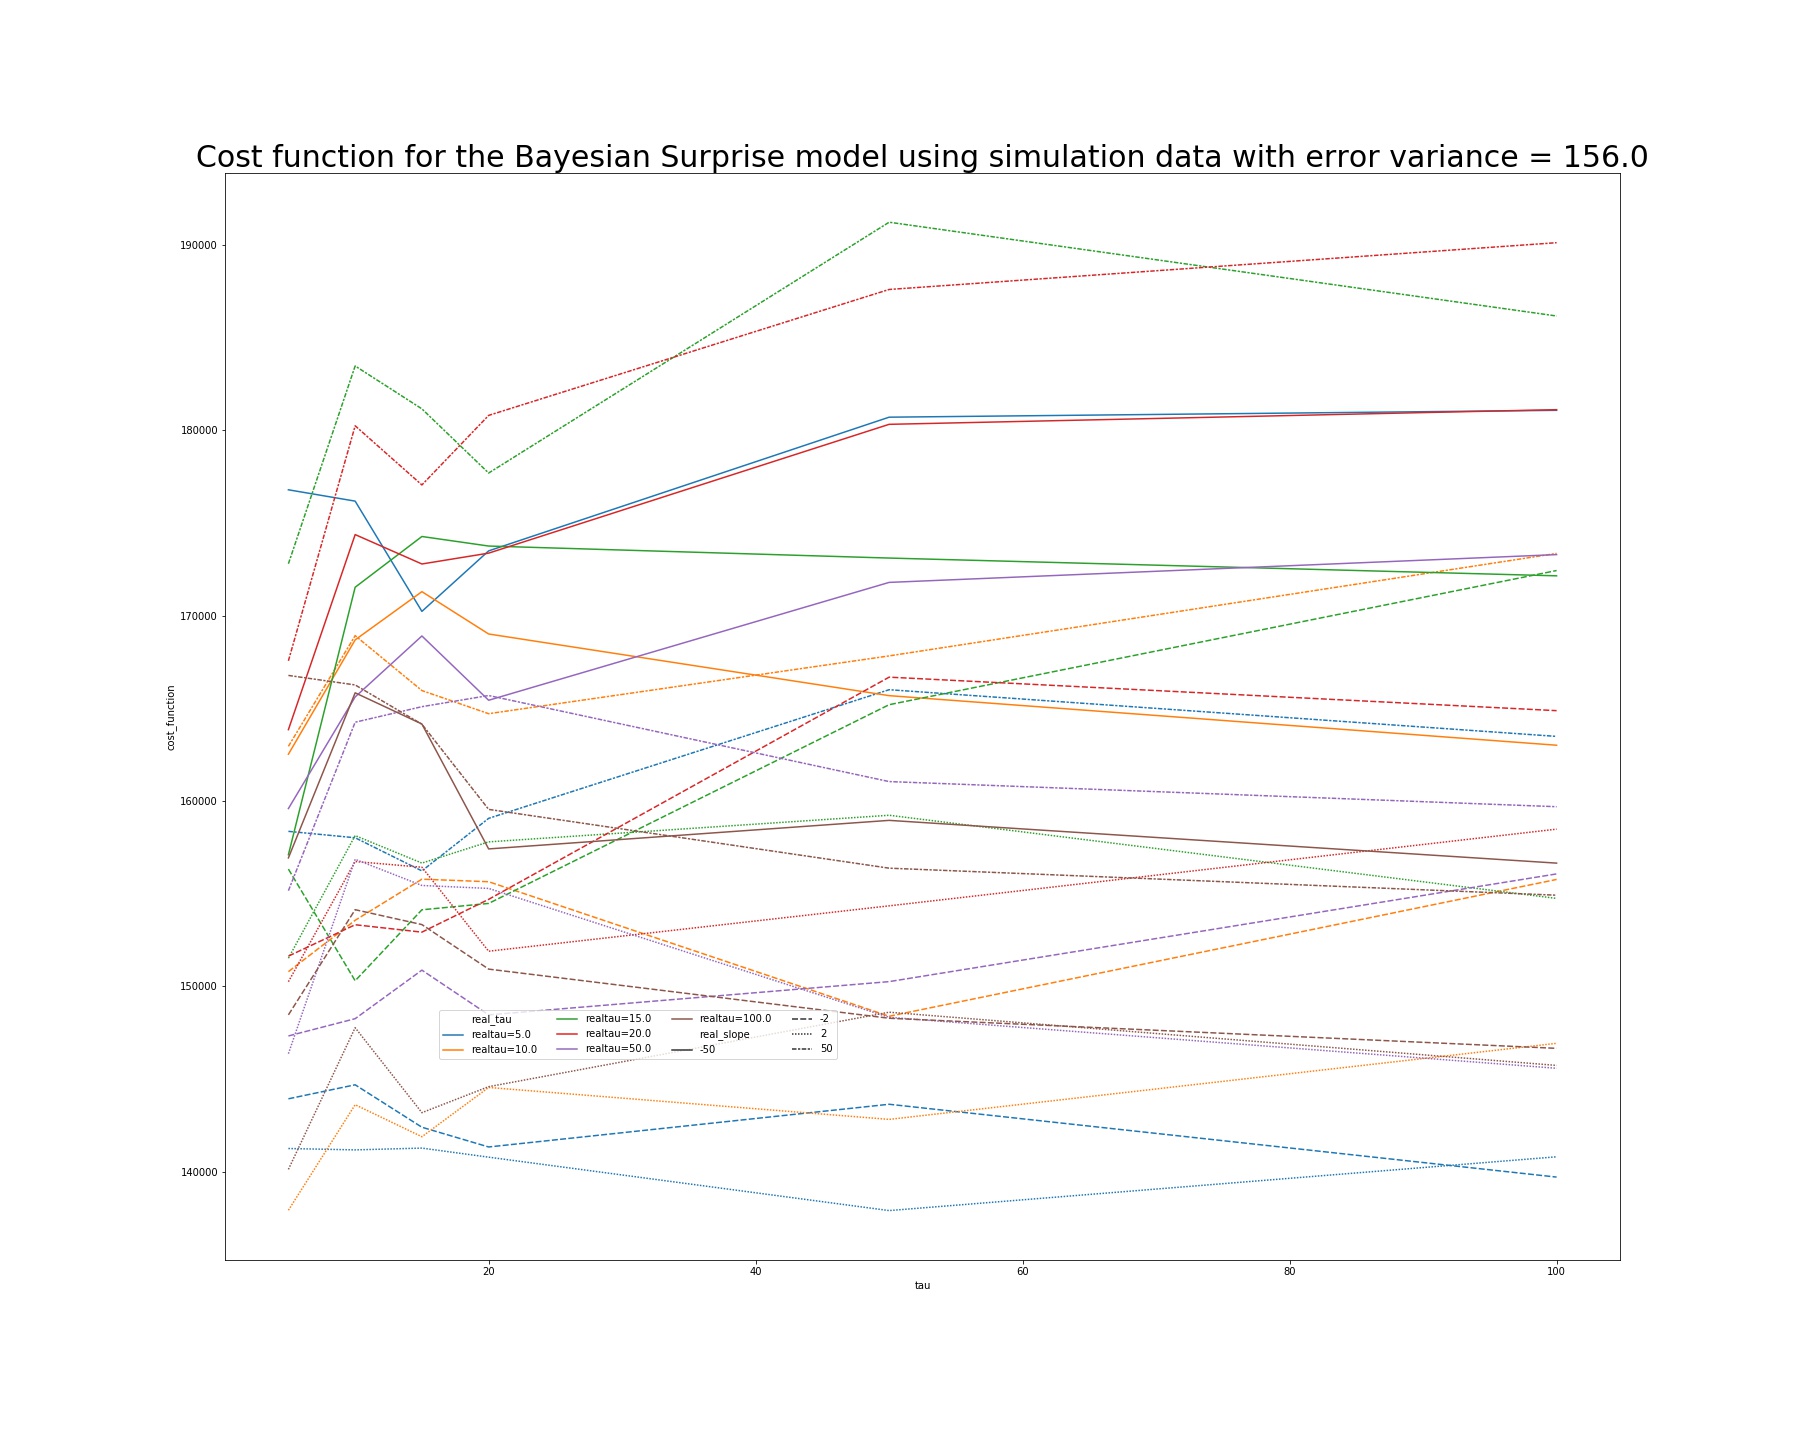 Cost function for the Bayesian Surprise model using simulation data with error variance = 156.0
190000
180000
170000
160000
150000
140000
cost_function
real_tau
realtau=5.0
realtau=10.0
realtau=15.0
realtau=20.0
realtau=50.0
realtau=100.0
real_slope
-50
-2
2
50
20
40
60
80
100
tau